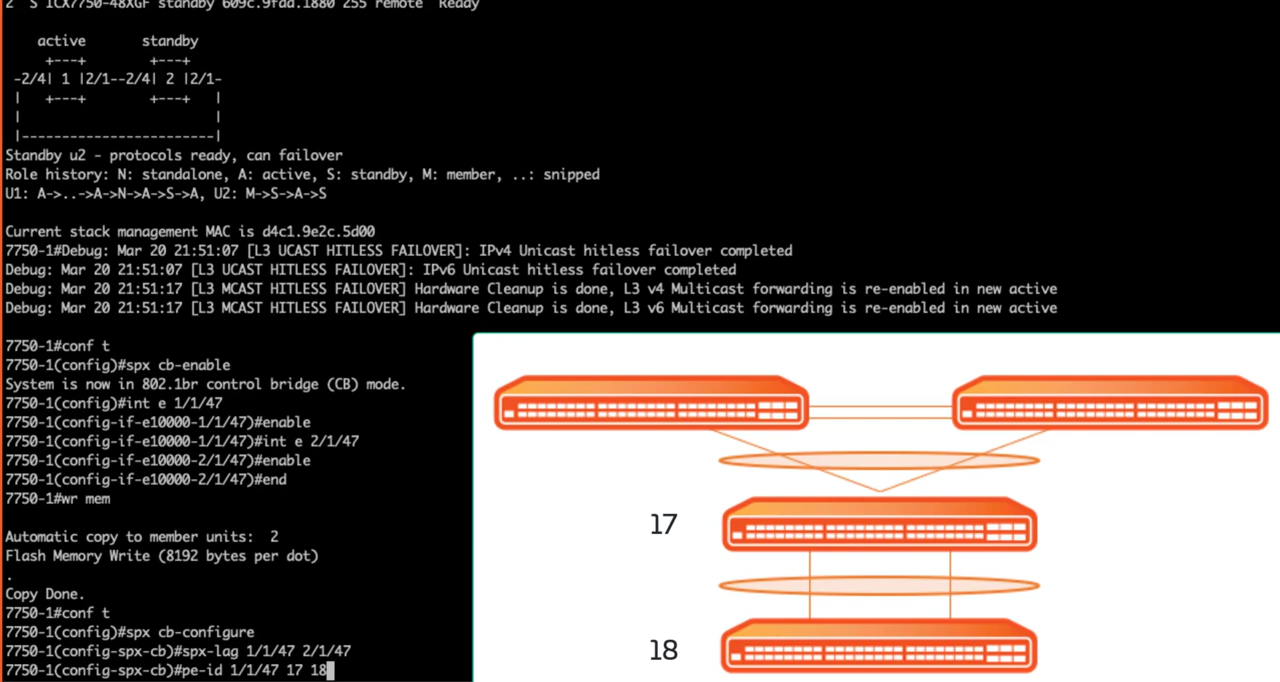 2  S ICX7750-48XGF standby 609c.9fdd.1880 255 remote  Ready
    active         standby
     +---+          +---+
 -2/4| 1 |2/1--2/4| 2 |2/1-
 |   +---+          +---+   |
 |                          |
 |-------------------------|
Standby u2 - protocols ready, can failover
Role history: N: standalone, A: active, S: standby, M: member, ..: snipped
U1: A->..->A->N->A->S->A, U2: M->S->A->S
Current stack management MAC is d4c1.9e2c.5d00
7750-1#Debug: Mar 20 21:51:07 [L3 UCAST HITLESS FAILOVER]: IPv4 Unicast hitless failover completed
Debug: Mar 20 21:51:07 [L3 UCAST HITLESS FAILOVER]: IPv6 Unicast hitless failover completed
Debug: Mar 20 21:51:17 [L3 MCAST HITLESS FAILOVER] Hardware Cleanup is done, L3 v4 Multicast forwarding is re-enabled in new active
Debug: Mar 20 21:51:17 [L3 MCAST HITLESS FAILOVER] Hardware Cleanup is done, L3 v6 Multicast forwarding is re-enabled in new active
7750-1#conf t
7750-1(config)#spx cb-enable
System is now in 802.1br control bridge (CB) mode.
7750-1(config)#int e 1/1/47
7750-1(config-if-e10000-1/1/47)#enable
7750-1(config-if-e10000-1/1/47)#int e 2/1/47
7750-1(config-if-e10000-2/1/47)#enable
7750-1(config-if-e10000-2/1/47)#end
7750-1#wr mem
Automatic copy to member units:  2
Flash Memory Write (8192 bytes per dot)
.
Copy Done.
7750-1#conf t
7750-1(config)#spx cb-configure
7750-1(config-spx-cb)#spx-lag 1/1/47 2/1/47
7750-1(config-spx-cb)#pe-id 1/1/47 17 18
17
18